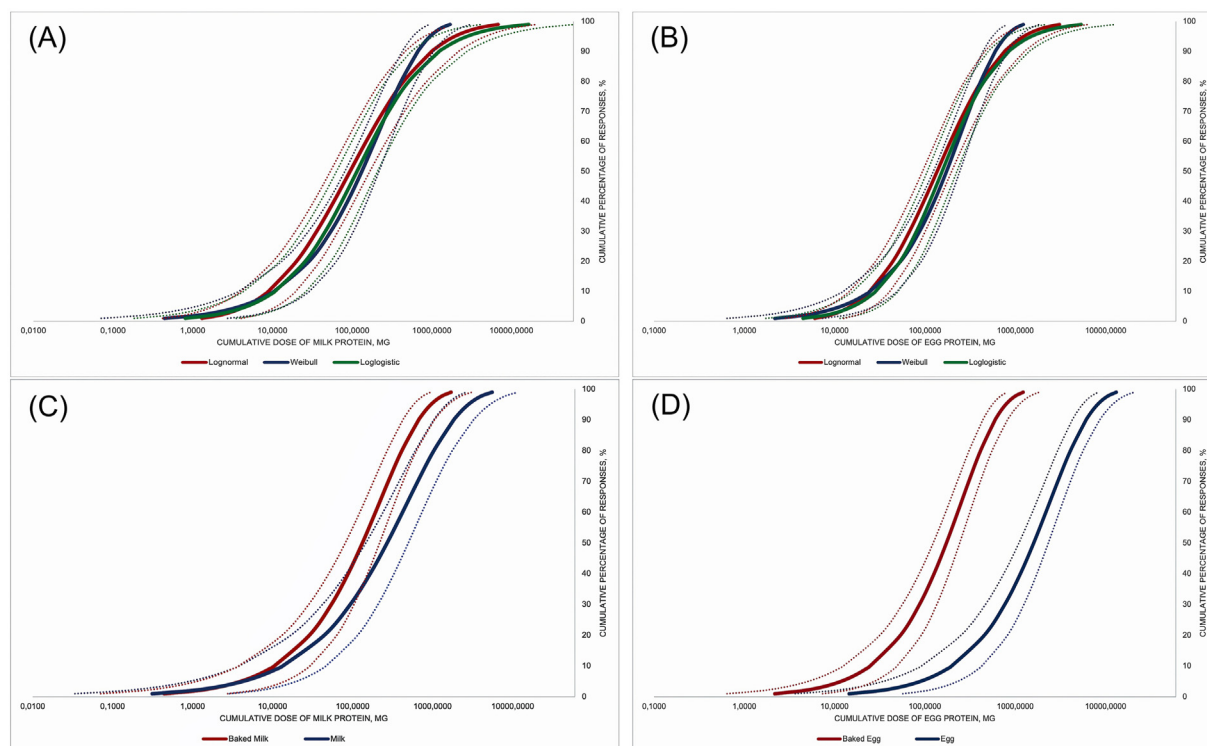 (A)
100
90
80
70
60
50
40
30
20
10
0
CUMULATIVE PERCENTAGE OF RESPONSES, %
0,0100 0,1000 1,0000 10,0000 100,0000 1000,0000 10000,0000
CUMULATIVE DOSE OF MILK PROTEIN, MG
Lognormal Weibull Loglogistic
(B)
100
90
80
70
60
50
40
30
20
10
0
CUMULATIVE PERCENTAGE OF RESPONSES, %
0,1000 1,0000 10,0000 100,0000 1000,0000 10000,0000
CUMULATIVE DOSE OF EGG PROTEIN, MG
Lognormal Weibull Loglogistic
(C)
100
90
80
70
60
50
40
30
20
10
0
CUMULATIVE PERCENTAGE OF RESPONSES, %
0,0100 0,1000 1,0000 10,0000 100,0000 1000,0000 10000,0000
CUMULATIVE DOSE OF MILK PROTEIN, MG
Baked Milk Milk
(D)
100
90
80
70
60
50
40
30
20
10
0
CUMULATIVE PERCENTAGE OF RESPONSES, %
0,1000 1,0000 10,0000 100,0000 1000,0000 10000,0000
CUMULATIVE DOSE OF EGG PROTEIN, MG
Baked Egg Egg